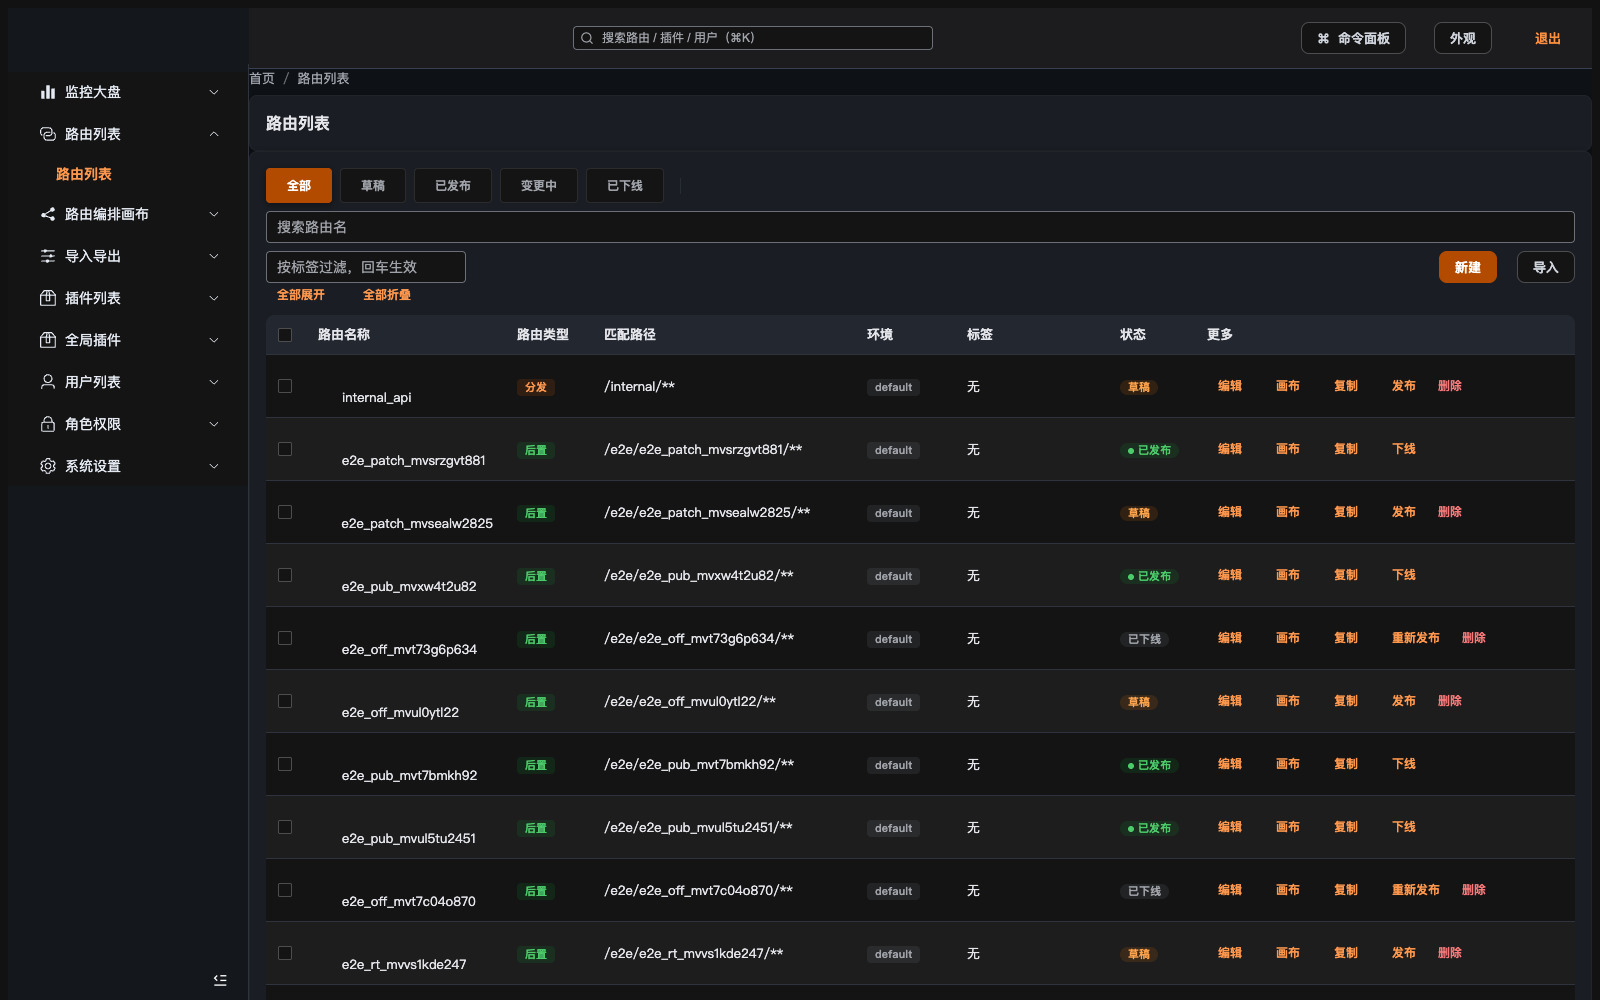 搜索路由 / 插件 / 用户（⌘K）
⌘ 命令面板
外观
退出
监控大盘
路由列表
路由列表
路由编排画布
导入导出
插件列表
全局插件
用户列表
角色权限
系统设置
首页 / 路由列表
路由列表
全部 草稿 已发布 变更中 已下线
搜索路由名
按标签过滤，回车生效
新建 导入
全部展开 全部折叠
路由名称 路由类型 匹配路径 环境 标签 状态 更多
internal_api 分发 /internal/** default 无 草稿 编辑 画布 复制 发布 删除
e2e_patch_mvsrzgvt881 后置 /e2e/e2e_patch_mvsrzgvt881/** default 无 已发布 编辑 画布 复制 下线
e2e_patch_mvsealw2825 后置 /e2e/e2e_patch_mvsealw2825/** default 无 草稿 编辑 画布 复制 发布 删除
e2e_pub_mvxw4t2u82 后置 /e2e/e2e_pub_mvxw4t2u82/** default 无 已发布 编辑 画布 复制 下线
e2e_off_mvt73g6p634 后置 /e2e/e2e_off_mvt73g6p634/** default 无 已下线 编辑 画布 复制 重新发布 删除
e2e_off_mvul0ytl22 后置 /e2e/e2e_off_mvul0ytl22/** default 无 草稿 编辑 画布 复制 发布 删除
e2e_pub_mvt7bmkh92 后置 /e2e/e2e_pub_mvt7bmkh92/** default 无 已发布 编辑 画布 复制 下线
e2e_pub_mvul5tu2451 后置 /e2e/e2e_pub_mvul5tu2451/** default 无 已发布 编辑 画布 复制 下线
e2e_off_mvt7c04o870 后置 /e2e/e2e_off_mvt7c04o870/** default 无 已下线 编辑 画布 复制 重新发布 删除
e2e_rt_mvvs1kde247 后置 /e2e/e2e_rt_mvvs1kde247/** default 无 草稿 编辑 画布 复制 发布 删除